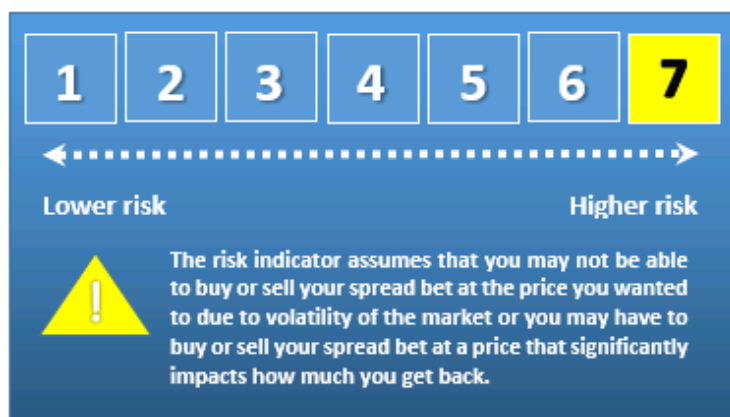 1 2 3 4 5 6 7
Lower risk Higher risk
!
The risk indicator assumes that you may not be able
to buy or sell your spread bet at the price you wanted
to due to volatility of the market or you may have to
buy or sell your spread bet at a price that significantly
impacts how much you get back.